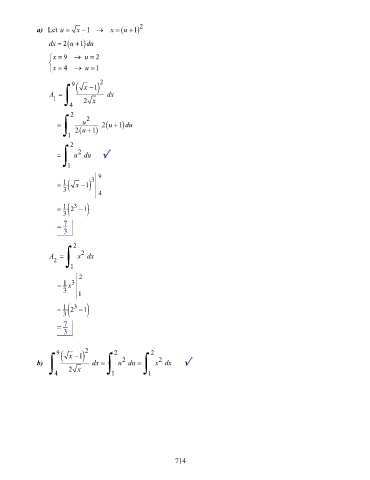 a) Let u = √x − 1 → x = (u + 1)²
dx = 2(u + 1) du
{ x = 9 → u = 2
x = 4 → u = 1
A₁ = ∫₄⁹ (√x − 1)² / (2√x) dx
= ∫₁² u² / (2(u + 1)) 2(u + 1) du
= ∫₁² u² du ✓
= 1/3 (√x − 1)³ |₄⁹
= 1/3 (2³ − 1)
= 7/3
A₂ = ∫₁² x² dx
= 1/3 x³ |₁²
= 1/3 (2³ − 1)
= 7/3
b) ∫₄⁹ (√x − 1)² / (2√x) dx = ∫₁² u² du = ∫₁² x² dx ✓
714